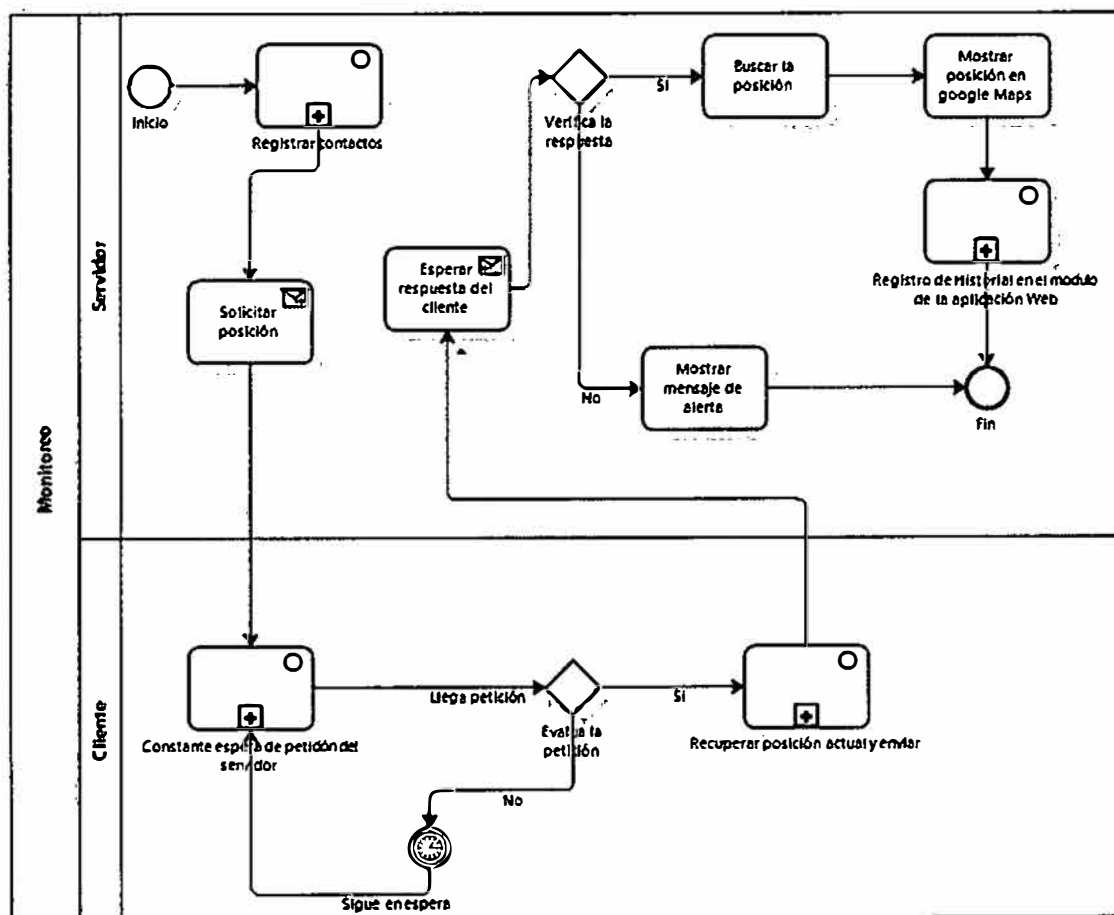 Monitoreo
Servidor
Inicio
Registrar contactos
Solicitar
posición
Esperar
respuesta del
cliente
Verifica la
respuesta
Si
Buscar la
posición
Mostrar
posición en
google Maps
Registro de Historial en el modulo
de la aplicación Web
No
Mostrar
mensaje de
alerta
Fin
Cliente
Constante espera de petición del
servidor
Llega petición
Evalua la
petición
Si
Recuperar posición actual y enviar
No
Sigue en espera